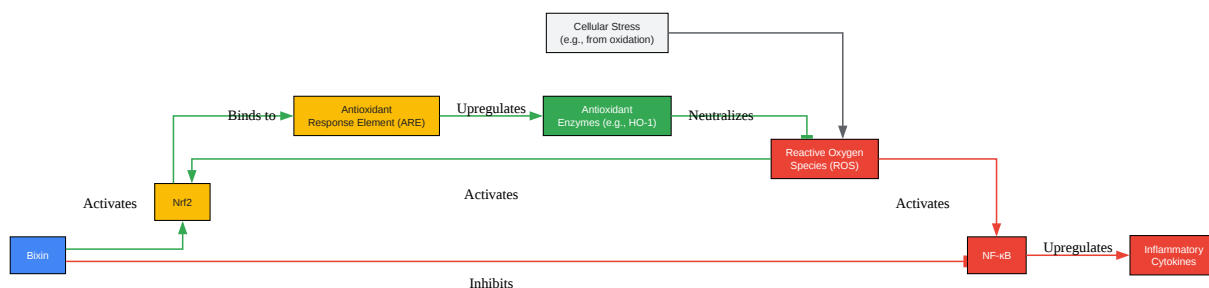 Cellular Stress
(e.g., from oxidation)
Binds to
Antioxidant
Response Element (ARE)
Upregulates
Antioxidant
Enzymes (e.g., HO-1)
Neutralizes
Reactive Oxygen
Species (ROS)
Activates
Nrf2
Activates
Activates
Bixin
Inhibits
NF-κB
Upregulates
Inflammatory
Cytokines